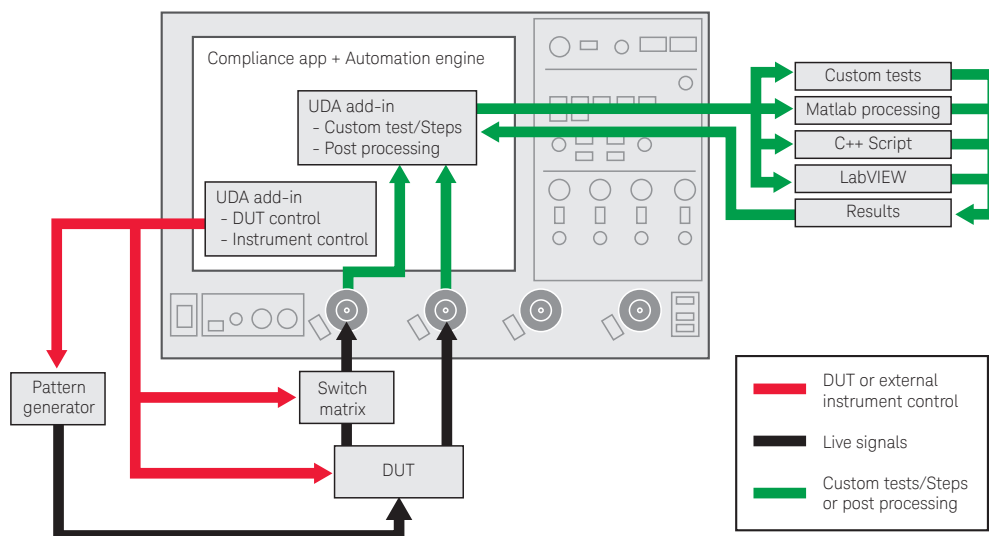 Compliance app + Automation engine
UDA add-in
- Custom test/Steps
- Post processing
UDA add-in
- DUT control
- Instrument control
Custom tests
Matlab processing
C++ Script
LabVIEW
Results
Pattern
generator
Switch
matrix
DUT
DUT or external
instrument control
Live signals
Custom tests/Steps
or post processing